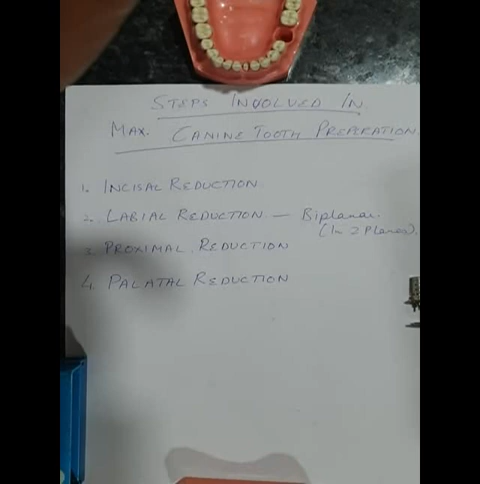 STEPS INVOLVED IN
MAX. CANINE TOOTH PREPARATION
1. INCISAL REDUCTION
2. LABIAL REDUCTION — Biplanar.
(In 2 Planes).
3. PROXIMAL REDUCTION
4. PALATAL REDUCTION